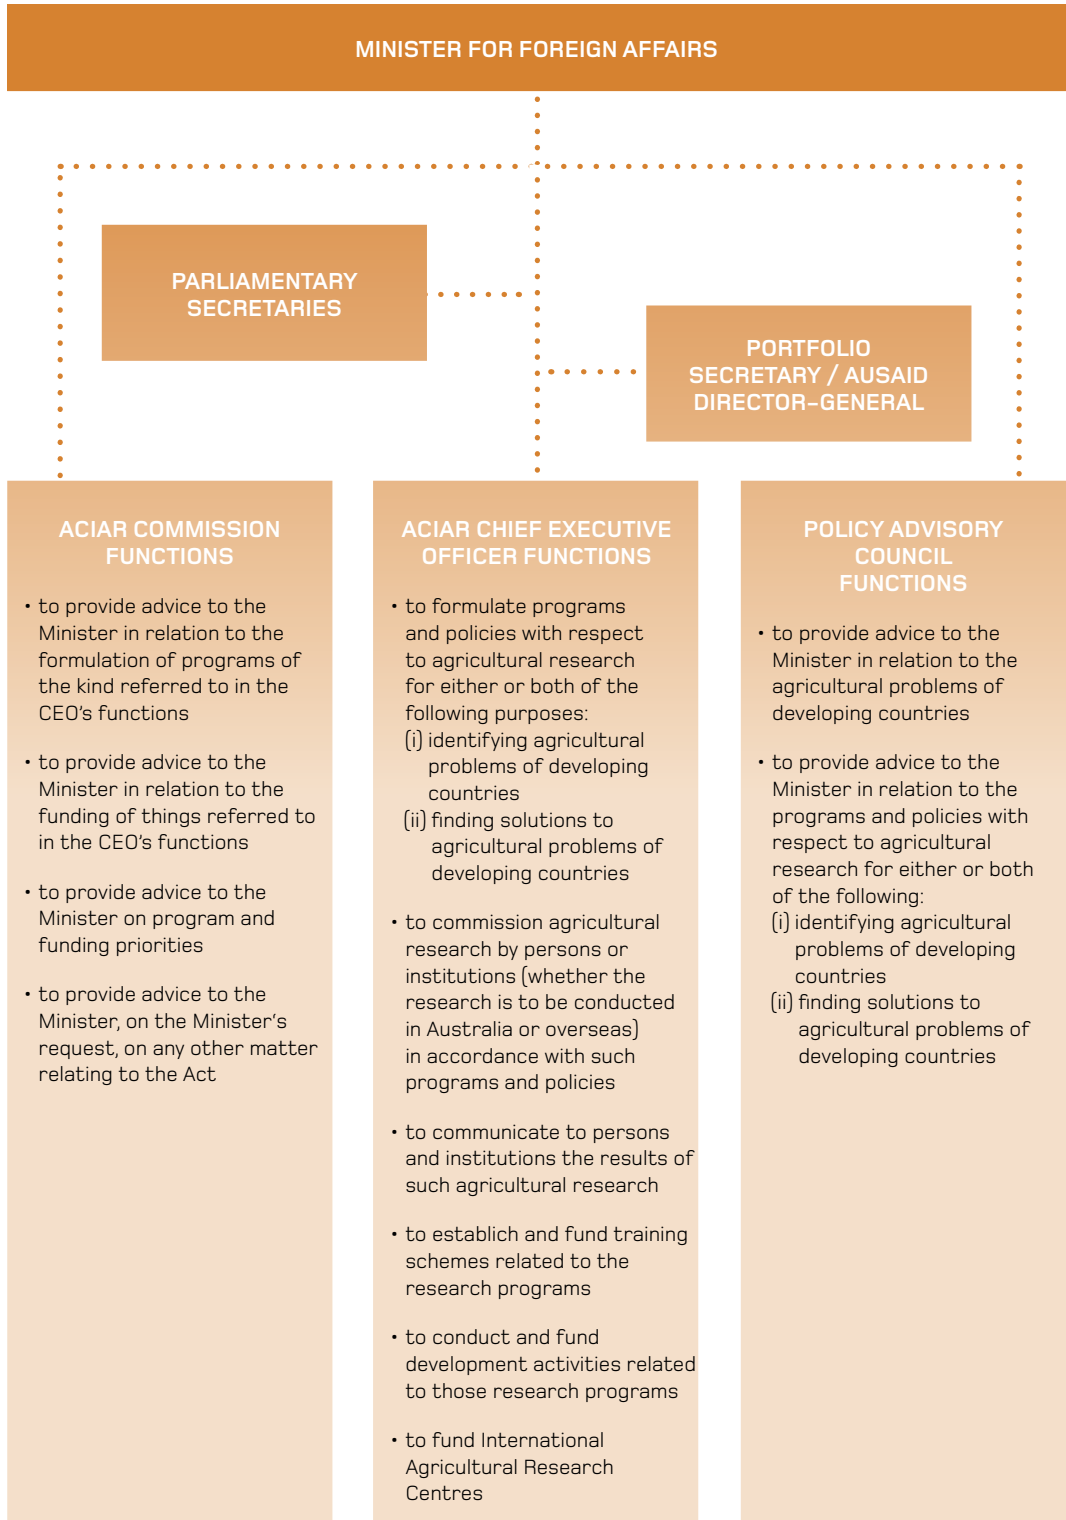 MINISTER FOR FOREIGN AFFAIRS
PARLIAMENTARY
SECRETARIES
PORTFOLIO
SECRETARY / AUSAID
DIRECTOR–GENERAL
ACIAR COMMISSION
FUNCTIONS
• to provide advice to the
Minister in relation to the
formulation of programs of
the kind referred to in the
CEO's functions
• to provide advice to the
Minister in relation to the
funding of things referred to
in the CEO's functions
• to provide advice to the
Minister on program and
funding priorities
• to provide advice to the
Minister, on the Minister's
request, on any other matter
relating to the Act
ACIAR CHIEF EXECUTIVE
OFFICER FUNCTIONS
• to formulate programs
and policies with respect
to agricultural research
for either or both of the
following purposes:
(i) identifying agricultural
problems of developing
countries
(ii) finding solutions to
agricultural problems of
developing countries
• to commission agricultural
research by persons or
institutions (whether the
research is to be conducted
in Australia or overseas)
in accordance with such
programs and policies
• to communicate to persons
and institutions the results of
such agricultural research
• to establich and fund training
schemes related to the
research programs
• to conduct and fund
development activities related
to those research programs
• to fund International
Agricultural Research
Centres
POLICY ADVISORY
COUNCIL
FUNCTIONS
• to provide advice to the
Minister in relation to the
agricultural problems of
developing countries
• to provide advice to the
Minister in relation to the
programs and policies with
respect to agricultural
research for either or both
of the following:
(i) identifying agricultural
problems of developing
countries
(ii) finding solutions to
agricultural problems of
developing countries